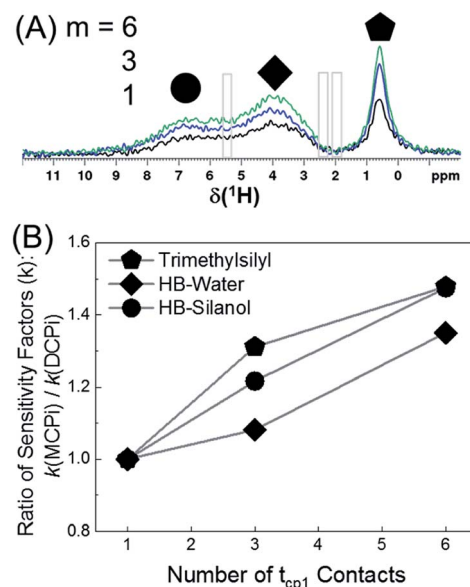 (A) m = 6
3
1
11 10 9 8 7 6 5 4 3 2 1 0 ppm
δ(¹H)
(B)
Trimethylsilyl
HB-Water
HB-Silanol
Ratio of Sensitivity Factors (k):
k(MCPi) / k(DCPi)
1.6
1.4
1.2
1.0
0.8
1 2 3 4 5 6
Number of t_cp1 Contacts